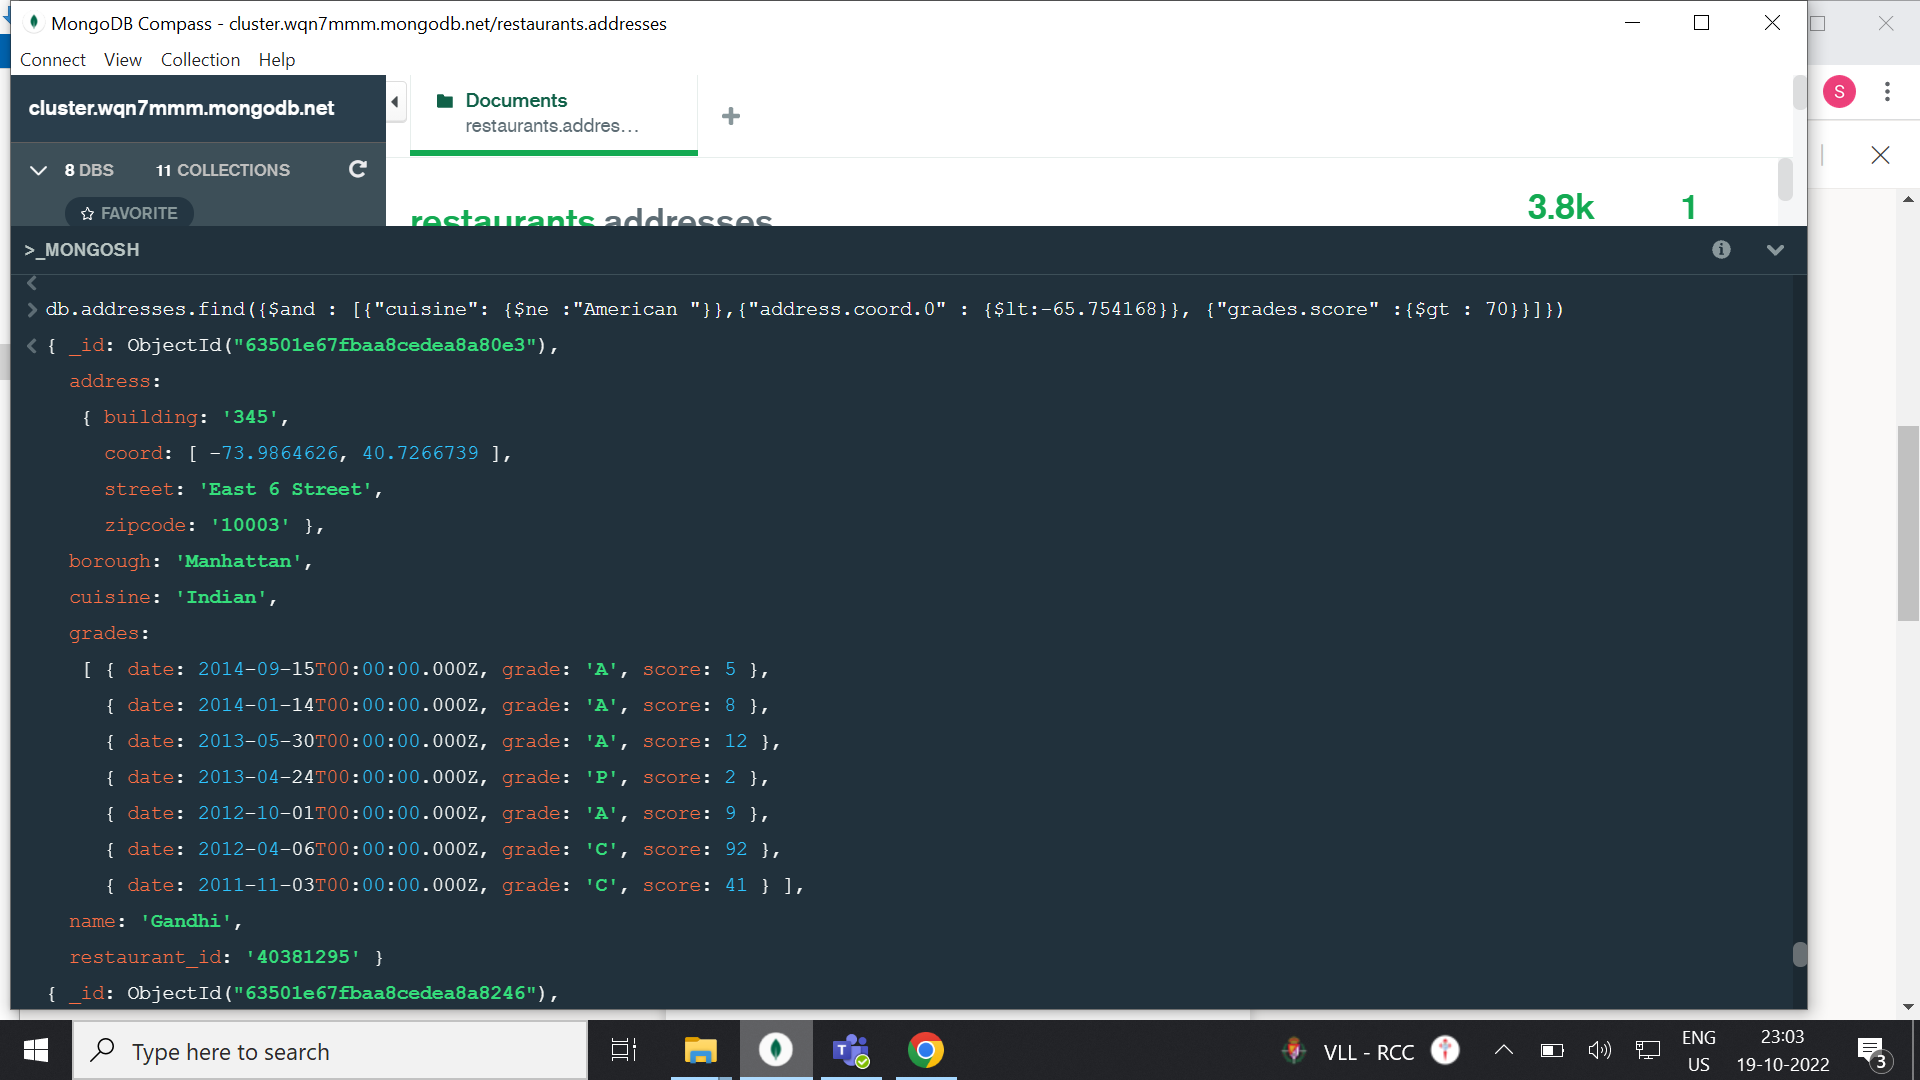 MongoDB Compass - cluster.wqn7mmm.mongodb.net/restaurants.addresses
Connect View Collection Help
cluster.wqn7mmm.mongodb.net
Documents
restaurants.addres…
8 DBS 11 COLLECTIONS
FAVORITE
restaurants.addresses
3.8k 1
S
>_MONGOSH
db.addresses.find({$and : [{"cuisine": {$ne :"American "}},{"address.coord.0" : {$lt:-65.754168}}, {"grades.score" :{$gt : 70}}]})
{ _id: ObjectId("63501e67fbaa8cedea8a80e3"),
address:
{ building: '345',
coord: [ -73.9864626, 40.7266739 ],
street: 'East 6 Street',
zipcode: '10003' },
borough: 'Manhattan',
cuisine: 'Indian',
grades:
[ { date: 2014-09-15T00:00:00.000Z, grade: 'A', score: 5 },
{ date: 2014-01-14T00:00:00.000Z, grade: 'A', score: 8 },
{ date: 2013-05-30T00:00:00.000Z, grade: 'A', score: 12 },
{ date: 2013-04-24T00:00:00.000Z, grade: 'P', score: 2 },
{ date: 2012-10-01T00:00:00.000Z, grade: 'A', score: 9 },
{ date: 2012-04-06T00:00:00.000Z, grade: 'C', score: 92 },
{ date: 2011-11-03T00:00:00.000Z, grade: 'C', score: 41 } ],
name: 'Gandhi',
restaurant_id: '40381295' }
{ _id: ObjectId("63501e67fbaa8cedea8a8246"),
Type here to search
VLL - RCC
ENG
US
23:03
19-10-2022
3